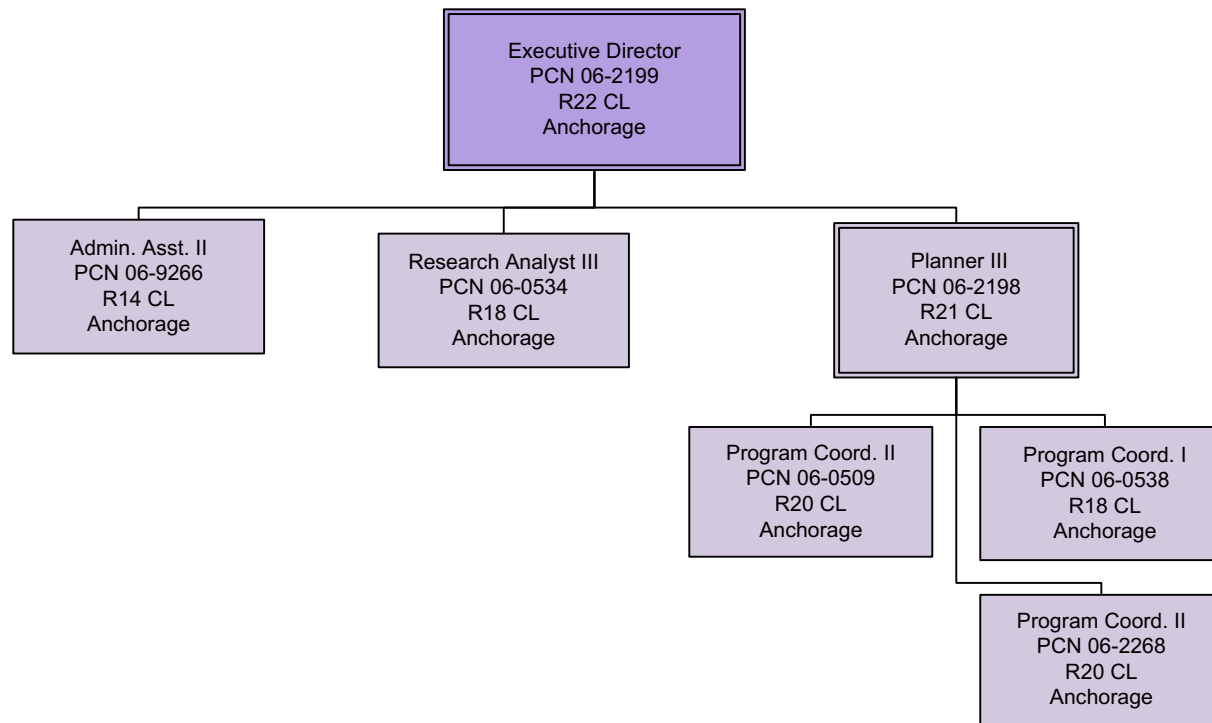 Executive Director
PCN 06-2199
R22 CL
Anchorage
Admin. Asst. II
PCN 06-9266
R14 CL
Anchorage
Research Analyst III
PCN 06-0534
R18 CL
Anchorage
Planner III
PCN 06-2198
R21 CL
Anchorage
Program Coord. II
PCN 06-0509
R20 CL
Anchorage
Program Coord. I
PCN 06-0538
R18 CL
Anchorage
Program Coord. II
PCN 06-2268
R20 CL
Anchorage